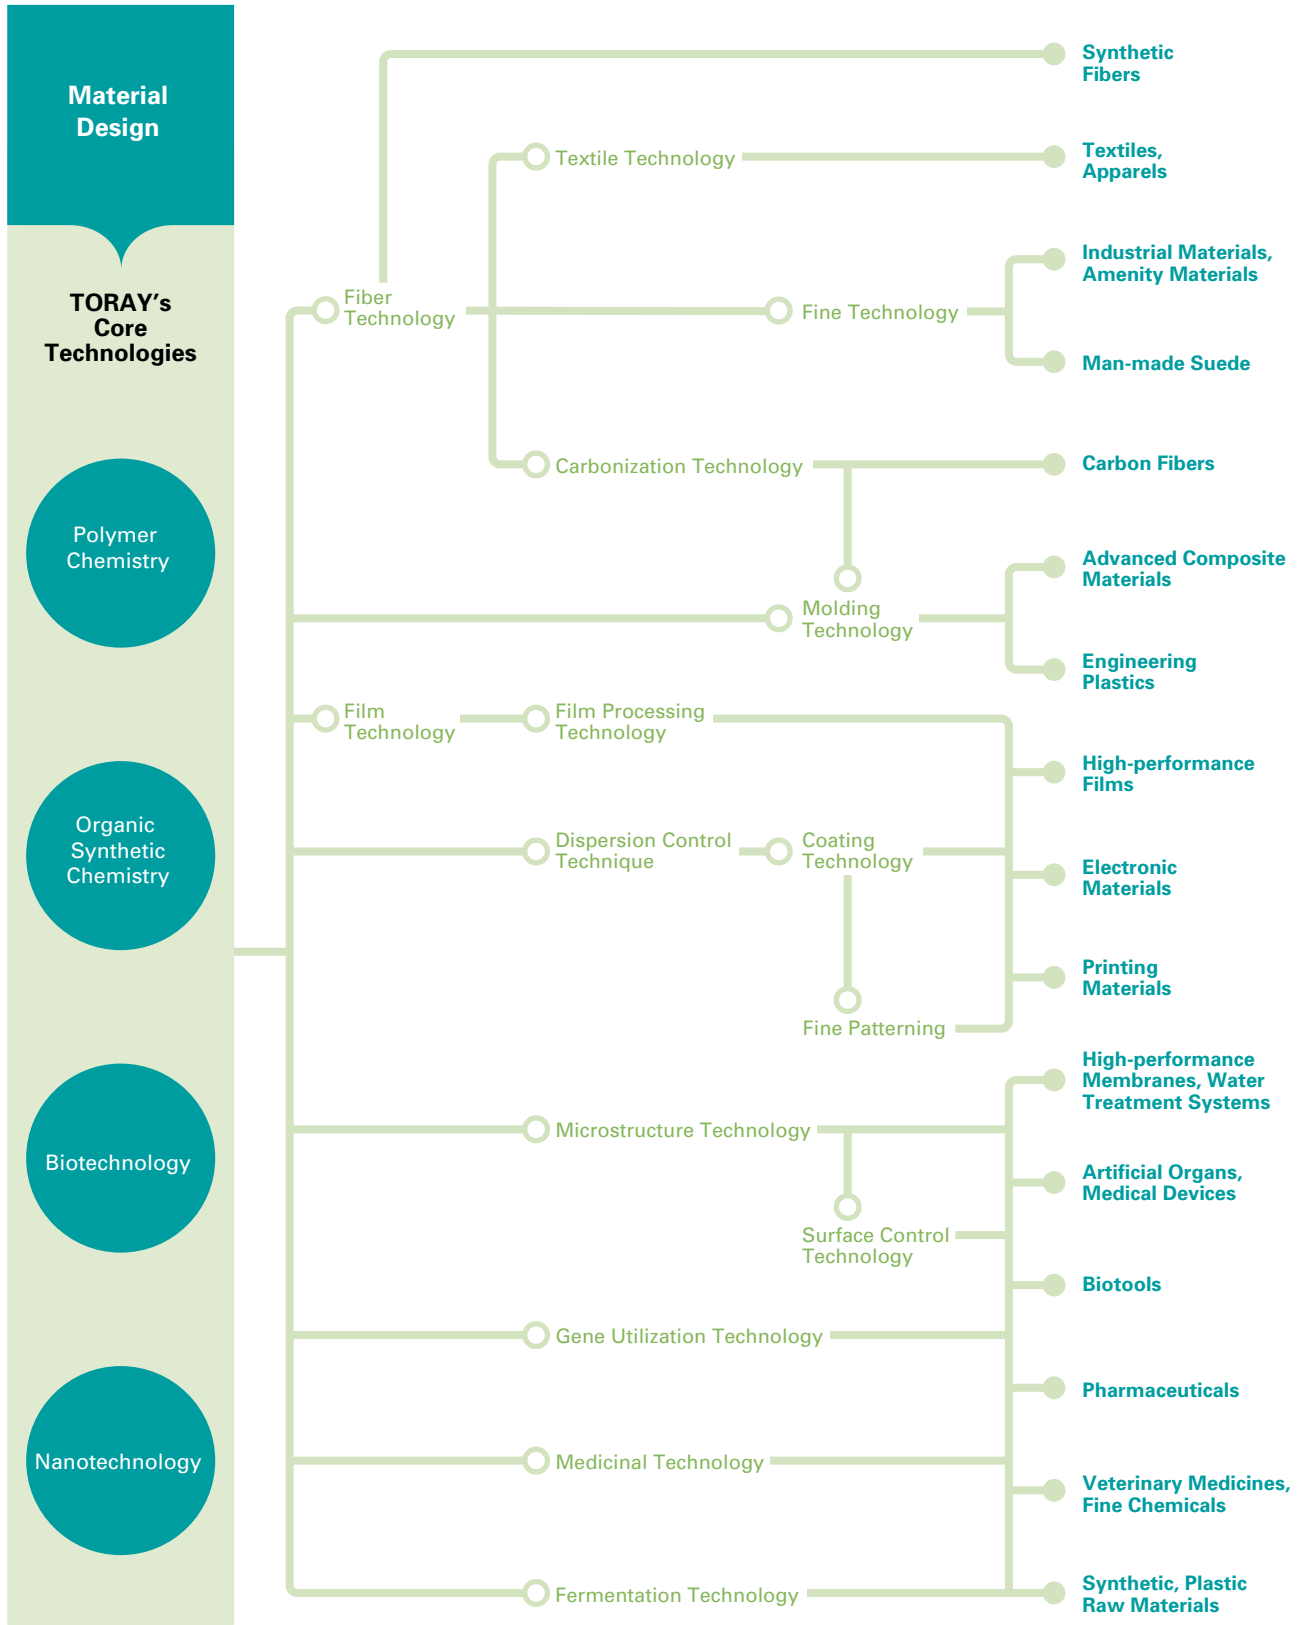 Material
Design
TORAY's
Core
Technologies
Polymer
Chemistry
Organic
Synthetic
Chemistry
Biotechnology
Nanotechnology
Fiber
Technology
Textile Technology
Fine Technology
Carbonization Technology
Molding
Technology
Film
Technology
Film Processing
Technology
Dispersion Control
Technique
Coating
Technology
Fine Patterning
Microstructure Technology
Surface Control
Technology
Gene Utilization Technology
Medicinal Technology
Fermentation Technology
Synthetic
Fibers
Textiles,
Apparels
Industrial Materials,
Amenity Materials
Man-made Suede
Carbon Fibers
Advanced Composite
Materials
Engineering
Plastics
High-performance
Films
Electronic
Materials
Printing
Materials
High-performance
Membranes, Water
Treatment Systems
Artificial Organs,
Medical Devices
Biotools
Pharmaceuticals
Veterinary Medicines,
Fine Chemicals
Synthetic, Plastic
Raw Materials